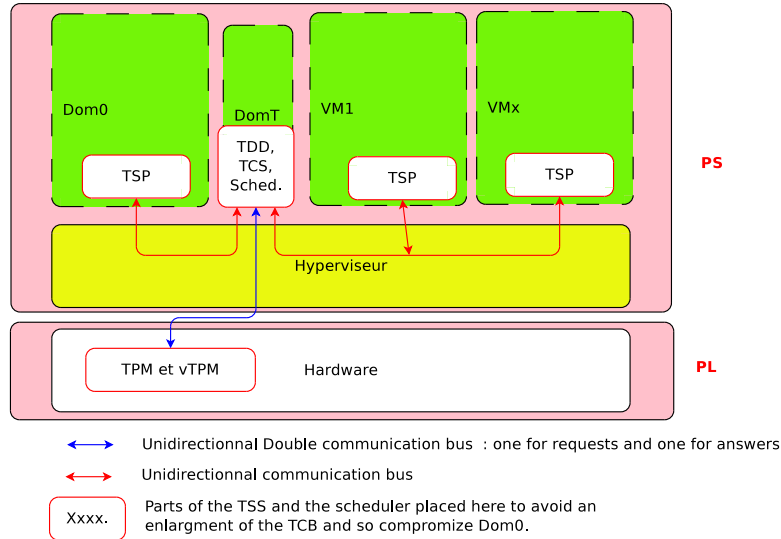 Dom0
DomT
VM1
VMx
TDD,
TCS,
Sched.
TSP
TSP
TSP
PS
Hyperviseur
TPM et vTPM
Hardware
PL
Unidirectionnal Double communication bus : one for requests and one for answers
Unidirectionnal communication bus
Xxxx.
Parts of the TSS and the scheduler placed here to avoid an
enlargment of the TCB and so compromize Dom0.